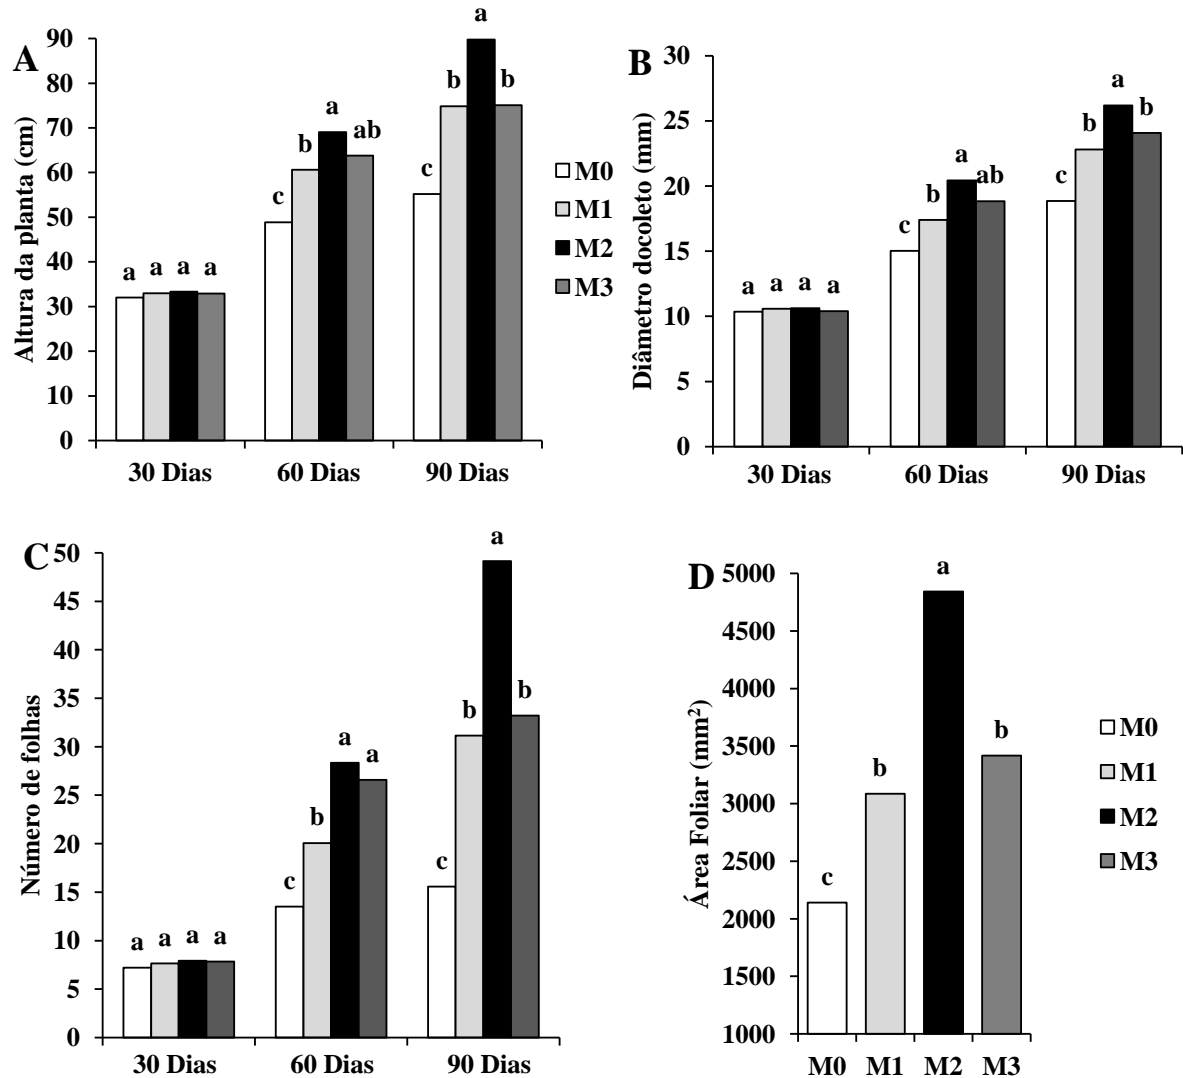 A
Altura da planta (cm)
90
80
70
60
50
40
30
20
10
0
a a a a
c b a ab
c b a b
30 Dias 60 Dias 90 Dias
M0
M1
M2
M3
B
Diâmetro docoleto (mm)
30
25
20
15
10
5
0
a a a a
c b a ab
c b a b
30 Dias 60 Dias 90 Dias
C
Número de folhas
50
45
40
35
30
25
20
15
10
5
0
a a a a
c b a a
c b a b
30 Dias 60 Dias 90 Dias
D
Área Foliar (mm²)
5000
4500
4000
3500
3000
2500
2000
1500
1000
c b a b
M0 M1 M2 M3
M0
M1
M2
M3